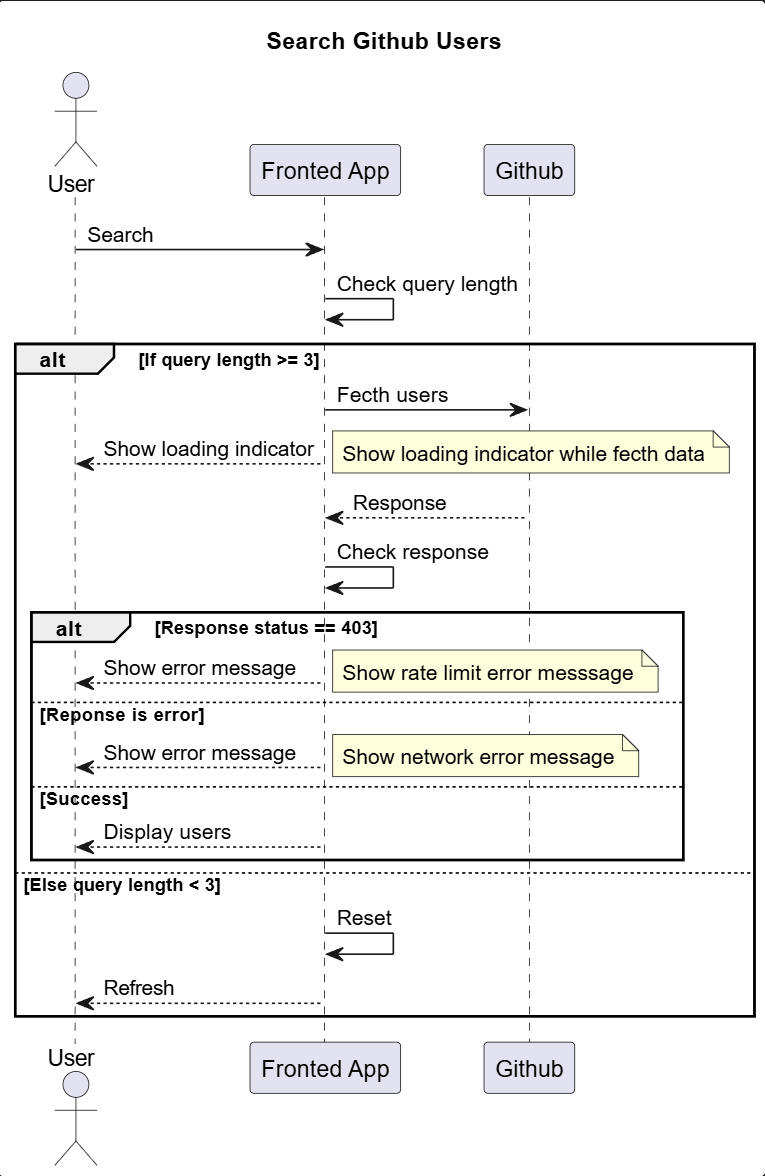 Search Github Users
User
Fronted App
Github
Search
Check query length
alt
[If query length >= 3]
Fecth users
Show loading indicator
Show loading indicator while fecth data
Response
Check response
alt
[Response status == 403]
Show error message
Show rate limit error messsage
[Reponse is error]
Show error message
Show network error message
[Success]
Display users
[Else query length < 3]
Reset
Refresh
User
Fronted App
Github